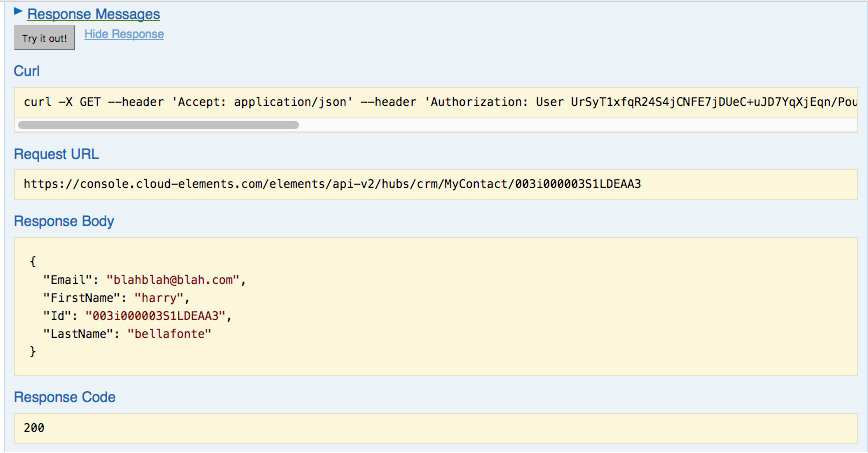 Response Messages
Try it out! Hide Response
Curl
curl -X GET --header 'Accept: application/json' --header 'Authorization: User UrSyT1xfqR24S4jCNFE7jDUeC+uJD7YqXjEqn/Pou
Request URL
https://console.cloud-elements.com/elements/api-v2/hubs/crm/MyContact/003i000003S1LDEAA3
Response Body
{
"Email": "blahblah@blah.com",
"FirstName": "harry",
"Id": "003i000003S1LDEAA3",
"LastName": "bellafonte"
}
Response Code
200